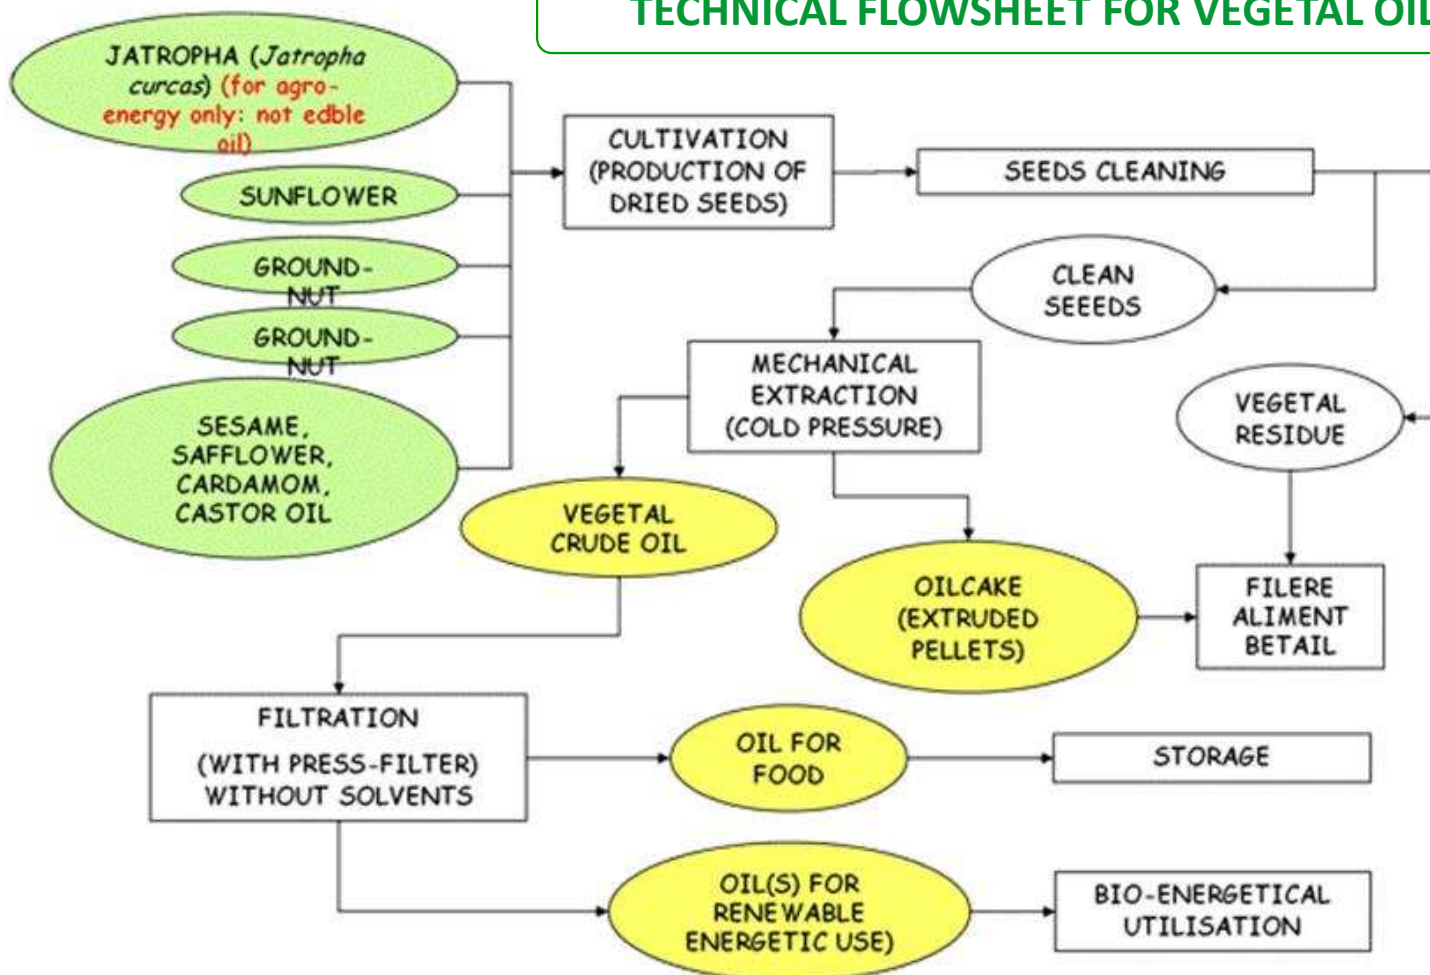 TECHNICAL FLOWSHEET FOR VEGETAL OIL
JATROPHA (Jatropha
curcas) (for agro-
energy only: not edble
oil)
SUNFLOWER
GROUND-
NUT
GROUND-
NUT
SESAME,
SAFFLOWER,
CARDAMOM,
CASTOR OIL
CULTIVATION
(PRODUCTION OF
DRIED SEEDS)
SEEDS CLEANING
CLEAN
SEEEDS
MECHANICAL
EXTRACTION
(COLD PRESSURE)
VEGETAL
RESIDUE
VEGETAL
CRUDE OIL
OILCAKE
(EXTRUDED
PELLETS)
FILERE
ALIMENT
BETAIL
FILTRATION
(WITH PRESS-FILTER)
WITHOUT SOLVENTS
OIL FOR
FOOD
STORAGE
OIL(S) FOR
RENEWABLE
ENERGETIC USE)
BIO-ENERGETICAL
UTILISATION